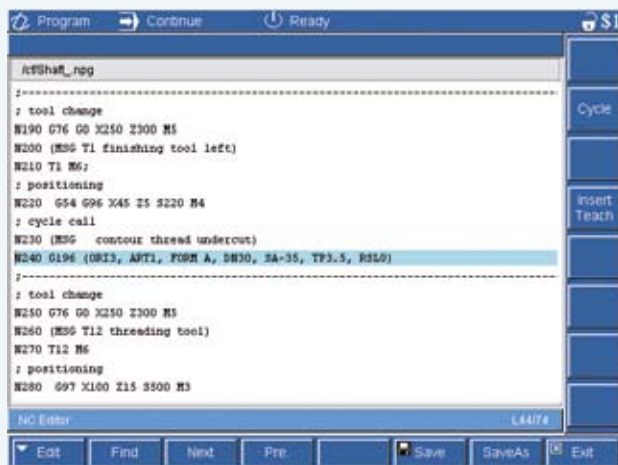 Program Continue Ready $1
/ctfShaft_.npg
;------------------------------------------------------------
; tool change
N190 G76 G0 X250 Z300 M5
N200 (MSG T1 finishing tool left)
N210 T1 M6;
; positioning
N220 G54 G96 X45 Z5 S220 M4
; cycle call
N230 (MSG contour thread undercut)
N240 G196 (ORI3, ART1, FORM A, DN30, SA-35, TP3.5, RSL0)
;------------------------------------------------------------
; tool change
N250 G76 G0 X250 Z300 M5
N260 (MSG T12 threading tool)
N270 T12 M6
; positioning
N280 G97 X100 Z15 S500 M3
Cycle
Insert
Teach
NC Editor L44/74
Edit Find Next Pre. Save SaveAs Exit